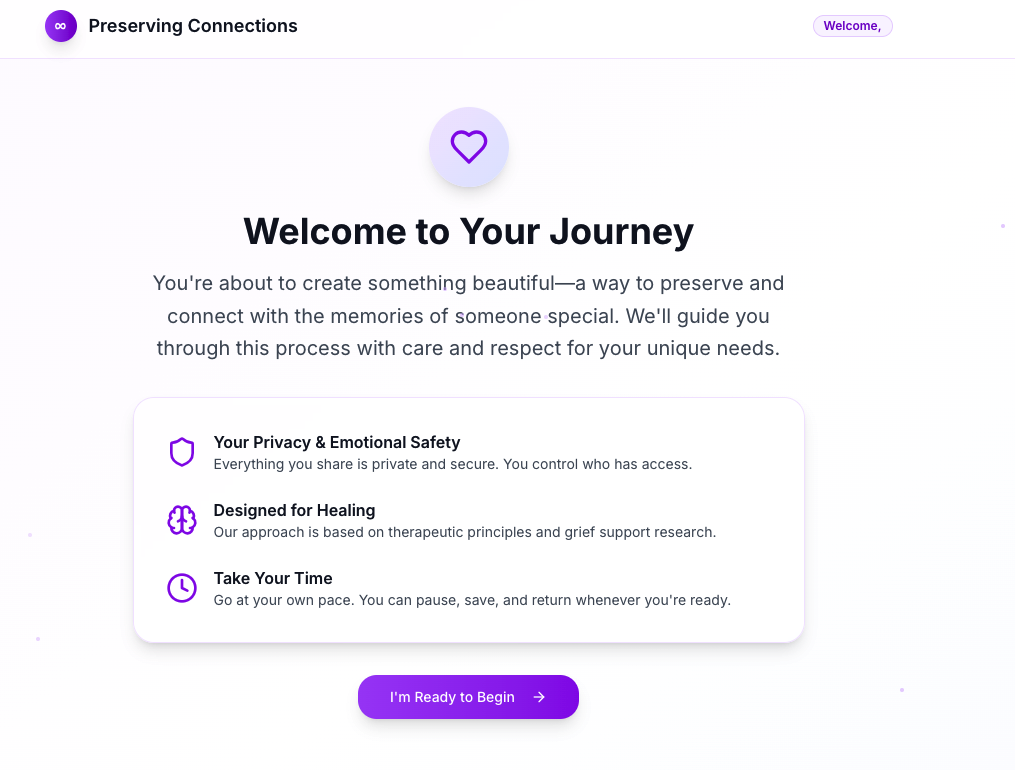 ∞ Preserving Connections
Welcome,
Welcome to Your Journey
You're about to create something beautiful—a way to preserve and
connect with the memories of someone special. We'll guide you
through this process with care and respect for your unique needs.
Your Privacy & Emotional Safety
Everything you share is private and secure. You control who has access.
Designed for Healing
Our approach is based on therapeutic principles and grief support research.
Take Your Time
Go at your own pace. You can pause, save, and return whenever you're ready.
I'm Ready to Begin →